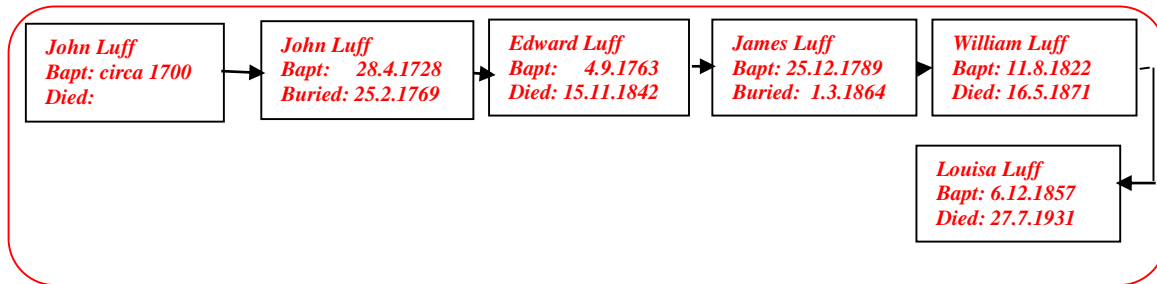 John Luff
Bapt: circa 1700
Died:
John Luff
Bapt: 28.4.1728
Buried: 25.2.1769
Edward Luff
Bapt: 4.9.1763
Died: 15.11.1842
James Luff
Bapt: 25.12.1789
Buried: 1.3.1864
William Luff
Bapt: 11.8.1822
Died: 16.5.1871
Louisa Luff
Bapt: 6.12.1857
Died: 27.7.1931